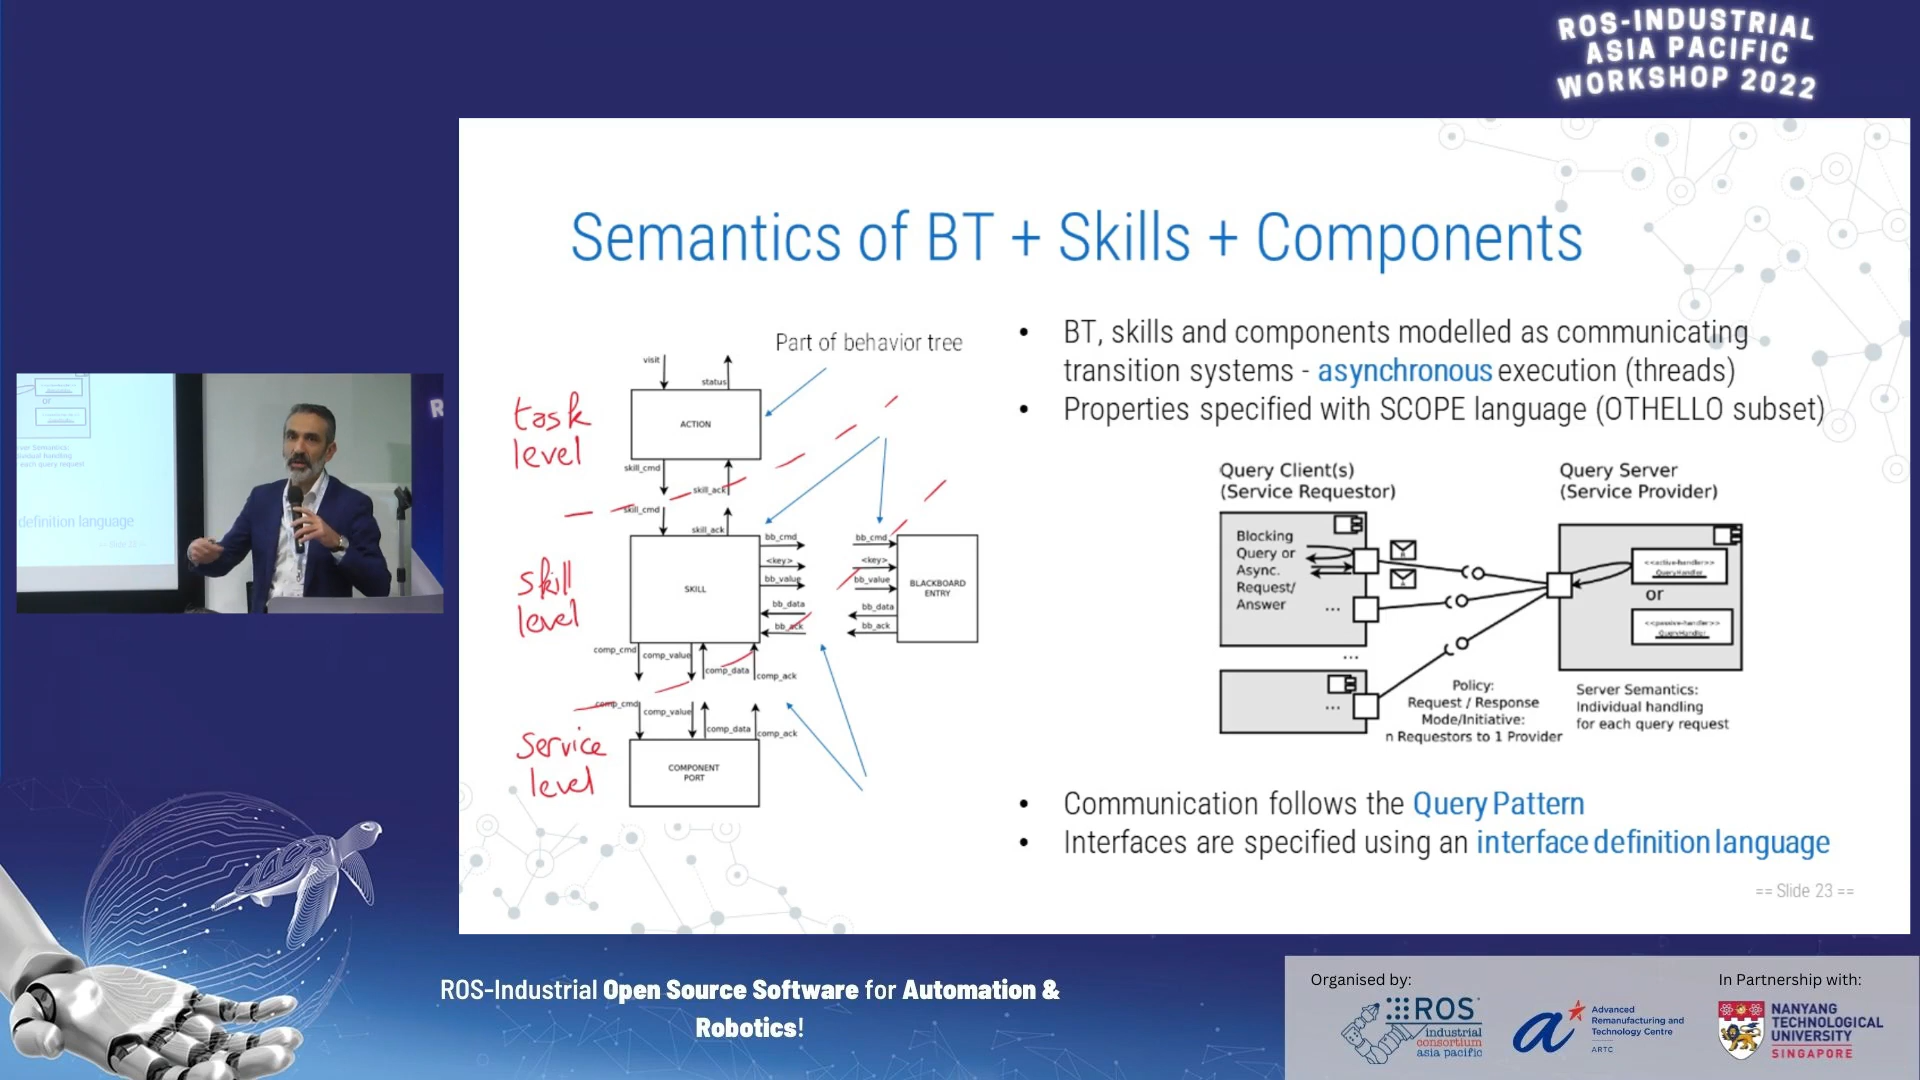 ROS-INDUSTRIAL
ASIA PACIFIC
WORKSHOP 2022
Semantics of BT + Skills + Components
Part of behavior tree
visit
status
task
level
ACTION
skill_cmd
skill_ack
skill_cmd
skill_ack
skill
level
SKILL
bb_cmd
<key>
bb_value
bb_data
bb_ack
bb_cmd
<key>
bb_value
bb_data
bb_ack
BLACKBOARD
ENTRY
comp_cmd
comp_value
comp_data
comp_ack
comp_cmd
comp_value
comp_data
comp_ack
Service
level
COMPONENT
PORT
• BT, skills and components modelled as communicating
transition systems - asynchronous execution (threads)
• Properties specified with SCOPE language (OTHELLO subset)
Query Client(s)
(Service Requestor)
Query Server
(Service Provider)
Blocking
Query or
Async.
Request/
Answer
...
...
...
<<active-handler>>
QueryHandler
or
<<passive-handler>>
QueryHandler
Policy:
Request / Response
Mode/Initiative:
n Requestors to 1 Provider
Server Semantics:
Individual handling
for each query request
• Communication follows the Query Pattern
• Interfaces are specified using an interface definition language
== Slide 23 ==
or
definition language
R
ROS-Industrial Open Source Software for Automation &
Robotics!
Organised by:
ROS
industrial
consortium
asia pacific
Advanced
Remanufacturing and
Technology Centre
ARTC
In Partnership with:
NANYANG
TECHNOLOGICAL
UNIVERSITY
SINGAPORE